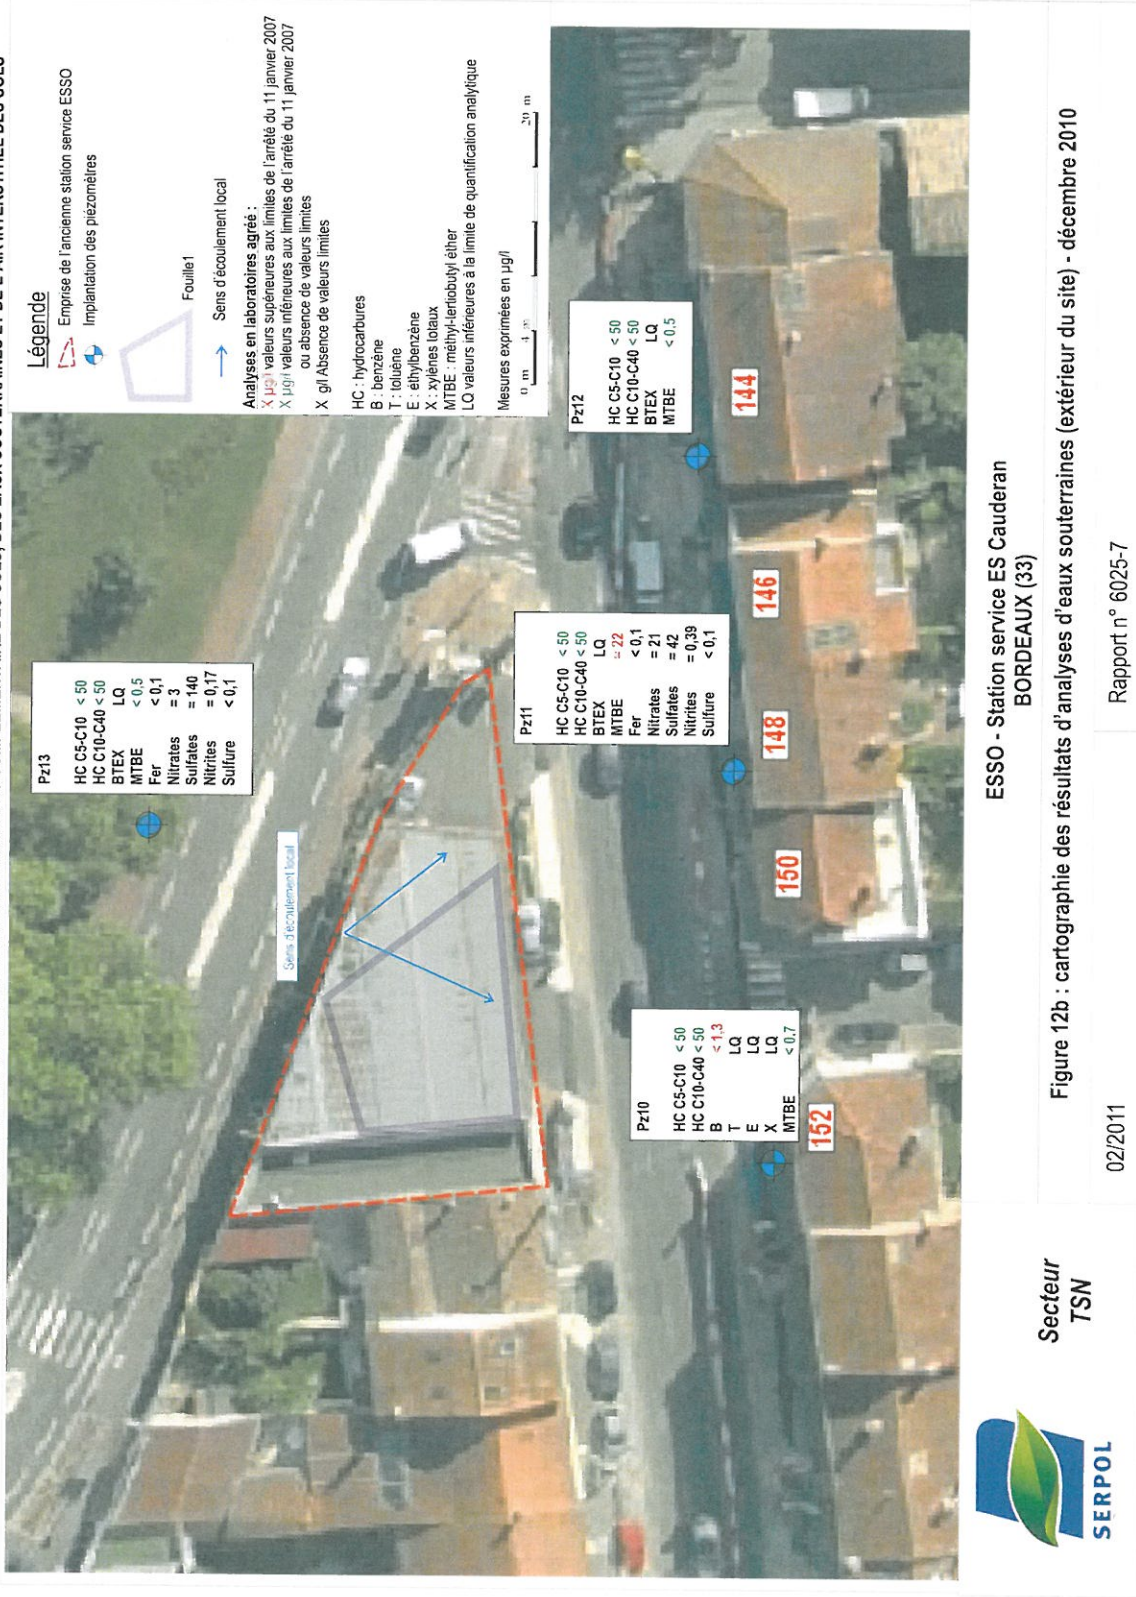 Légende
Emprise de l'ancienne station service ESSO
Implantation des piézomètres
Fouille1
Sens d'écoulement local
Analyses en laboratoires agréé :
X µg/l valeurs supérieures aux limites de l'arrêté du 11 janvier 2007
X µg/l valeurs inférieures aux limites de l'arrêté du 11 janvier 2007
ou absence de valeurs limites
X g/l Absence de valeurs limites
HC : hydrocarbures
B : benzène
T : toluène
E : éthylbenzène
X : xylènes totaux
MTBE : méthyl-tertiobutyl éther
LQ valeurs inférieures à la limite de quantification analytique
Mesures exprimées en µg/l
0 m 4 m 20 m
Pz13
HC C5-C10 < 50
HC C10-C40 < 50
BTEX LQ
MTBE < 0,5
Fer < 0,1
Nitrates = 3
Sulfates = 140
Nitrites = 0,17
Sulfure < 0,1
Sens d'écoulement local
Pz11
HC C5-C10 < 50
HC C10-C40 < 50
BTEX LQ
MTBE = 22
Fer < 0,1
Nitrates = 21
Sulfates = 42
Nitrites = 0,39
Sulfure < 0,1
Pz12
HC C5-C10 < 50
HC C10-C40 < 50
BTEX LQ
MTBE < 0,5
Pz10
HC C5-C10 < 50
HC C10-C40 < 50
B < 1,3
T LQ
E LQ
X LQ
MTBE < 0,7
152
150
148
146
144
SERPOL
Secteur
TSN
ESSO - Station service ES Cauderan
BORDEAUX (33)
Figure 12b : cartographie des résultats d'analyses d'eaux souterraines (extérieur du site) - décembre 2010
02/2011
Rapport n° 6025-7